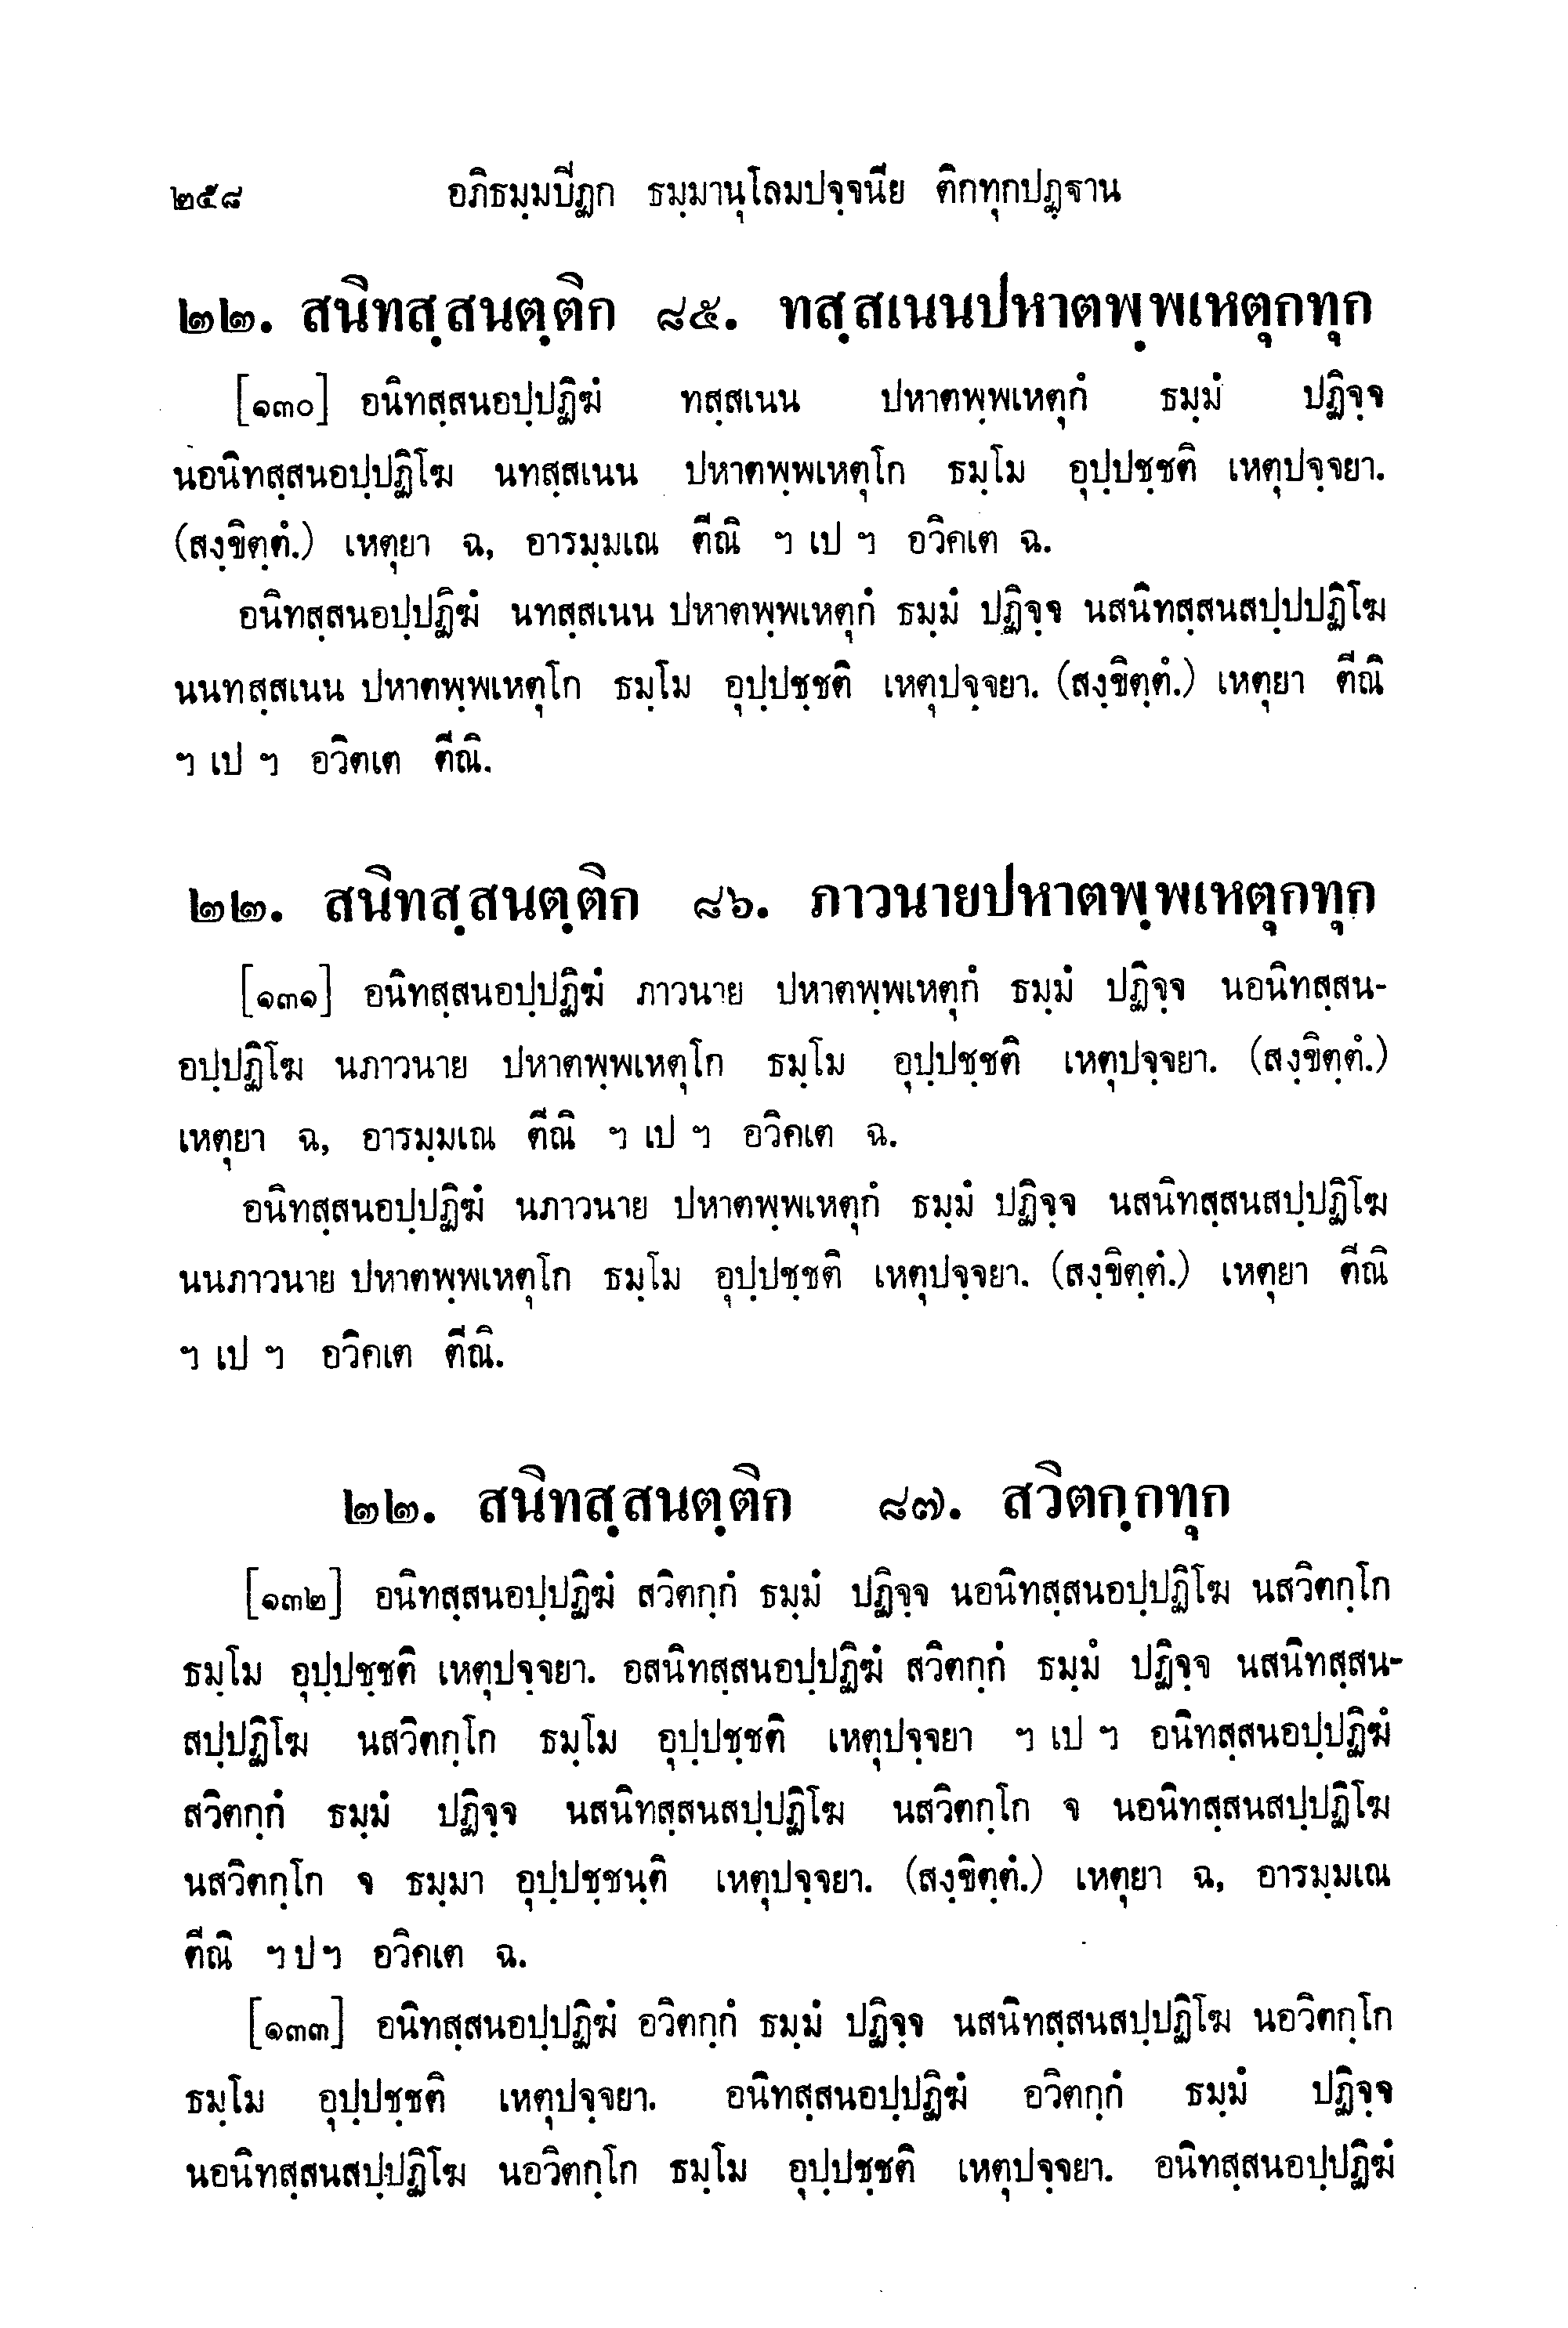 ๒๕๘ อภิธมฺมปีฏก ธมฺมานุโลมปจฺจนีย ติกทุกปฏฺฐาน
๒๒. สนิทสฺสนตฺติก ๘๕. ทสฺสเนนปหาตพฺพเหตุกทุก
[๑๓๐] อนิทสฺสนอปฺปฏิฆํ ทสฺสเนน ปหาตพฺพเหตุกํ ธมฺมํ ปฏิจฺจ
นอนิทสฺสนอปฺปฏิโฆ นทสฺสเนน ปหาตพฺพเหตุโก ธมฺโม อุปฺปชฺชติ เหตุปจฺจยา.
(สงฺขิตฺตํ.) เหตุยา ฉ, อารมฺมเณ ตีณิ ฯ เป ฯ อวิคเต ฉ.
อนิทสฺสนอปฺปฏิฆํ นทสฺสเนน ปหาตพฺพเหตุกํ ธมฺมํ ปฏิจฺจ นสนิทสฺสนสปฺปปฏิโฆ
นนทสฺสเนน ปหาตพฺพเหตุโก ธมฺโม อุปฺปชฺชติ เหตุปจฺจยา. (สงฺขิตฺตํ.) เหตุยา ตีณิ
ฯ เป ฯ อวิตเต ตีณิ.
๒๒. สนิทสฺสนตฺติก ๘๖. ภาวนายปหาตพฺพเหตุกทุก
[๑๓๑] อนิทสฺสนอปฺปฏิฆํ ภาวนาย ปหาตพฺพเหตุกํ ธมฺมํ ปฏิจฺจ นอนิทสฺสน-
อปฺปฏิโฆ นภาวนาย ปหาตพฺพเหตุโก ธมฺโม อุปฺปชฺชติ เหตุปจฺจยา. (สงฺขิตฺตํ.)
เหตุยา ฉ, อารมฺมเณ ตีณิ ฯ เป ฯ อวิคเต ฉ.
อนิทสฺสนอปฺปฏิฆํ นภาวนาย ปหาตพฺพเหตุกํ ธมฺมํ ปฏิจฺจ นสนิทสฺสนสปฺปฏิโฆ
นนภาวนาย ปหาตพฺพเหตุโก ธมฺโม อุปฺปชฺชติ เหตุปจฺจยา. (สงฺขิตฺตํ.) เหตุยา ตีณิ
ฯ เป ฯ อวิคเต ตีณิ.
๒๒. สนิทสฺสนตฺติก ๘๗. สวิตกฺกทุก
[๑๓๒] อนิทสฺสนอปฺปฏิฆํ สวิตกฺกํ ธมฺมํ ปฏิจฺจ นอนิทสฺสนอปฺปฏิโฆ นสวิตกฺโก
ธมฺโม อุปฺปชฺชติ เหตุปจฺจยา. อสนิทสฺสนอปฺปฏิฆํ สวิตกฺกํ ธมฺมํ ปฏิจฺจ นสนิทสฺสน-
สปฺปฏิโฆ นสวิตกฺโก ธมฺโม อุปฺปชฺชติ เหตุปจฺจยา ฯ เป ฯ อนิทสฺสนอปฺปฏิฆํ
สวิตกฺกํ ธมฺมํ ปฏิจฺจ นสนิทสฺสนสปฺปฏิโฆ นสวิตกฺโก จ นอนิทสฺสนสปฺปฏิโฆ
นสวิตกฺโก จ ธมฺมา อุปฺปชฺชนฺติ เหตุปจฺจยา. (สงฺขิตฺตํ.) เหตุยา ฉ, อารมฺมเณ
ตีณิ ฯ ป ฯ อวิคเต ฉ.
[๑๓๓] อนิทสฺสนอปฺปฏิฆํ อวิตกฺกํ ธมฺมํ ปฏิจฺจ นสนิทสฺสนสปฺปฏิโฆ นอวิตกฺโก
ธมฺโม อุปฺปชฺชติ เหตุปจฺจยา. อนิทสฺสนอปฺปฏิฆํ อวิตกฺกํ ธมฺมํ ปฏิจฺจ
นอนิทสฺสนสปฺปฏิโฆ นอวิตกฺโก ธมฺโม อุปฺปชฺชติ เหตุปจฺจยา. อนิทสฺสนอปฺปฏิฆํ